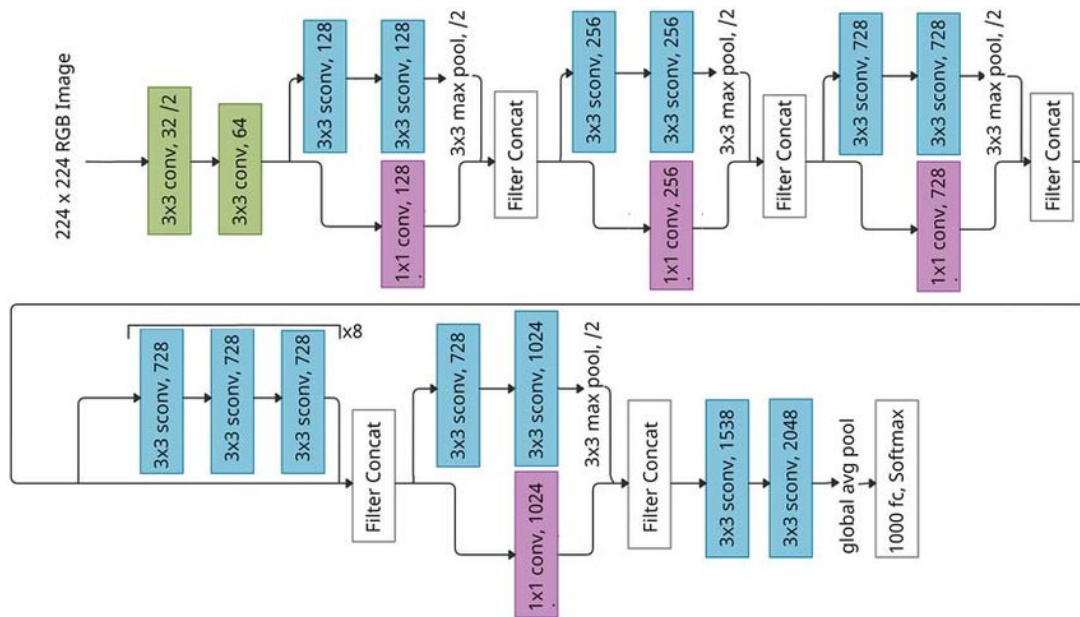 224 x 224 RGB Image
3x3 conv, 32 /2
3x3 conv, 64
3x3 sconv, 128
3x3 sconv, 128
3x3 max pool, /2
1x1 conv, 128
Filter Concat
3x3 sconv, 256
3x3 sconv, 256
3x3 max pool, /2
1x1 conv, 256
Filter Concat
3x3 sconv, 728
3x3 sconv, 728
3x3 max pool, /2
1x1 conv, 728
Filter Concat
3x3 sconv, 728
3x3 sconv, 728
3x3 sconv, 728
x8
Filter Concat
3x3 sconv, 728
3x3 sconv, 1024
3x3 max pool, /2
1x1 conv, 1024
Filter Concat
3x3 sconv, 1538
3x3 sconv, 2048
global avg pool
1000 fc, Softmax